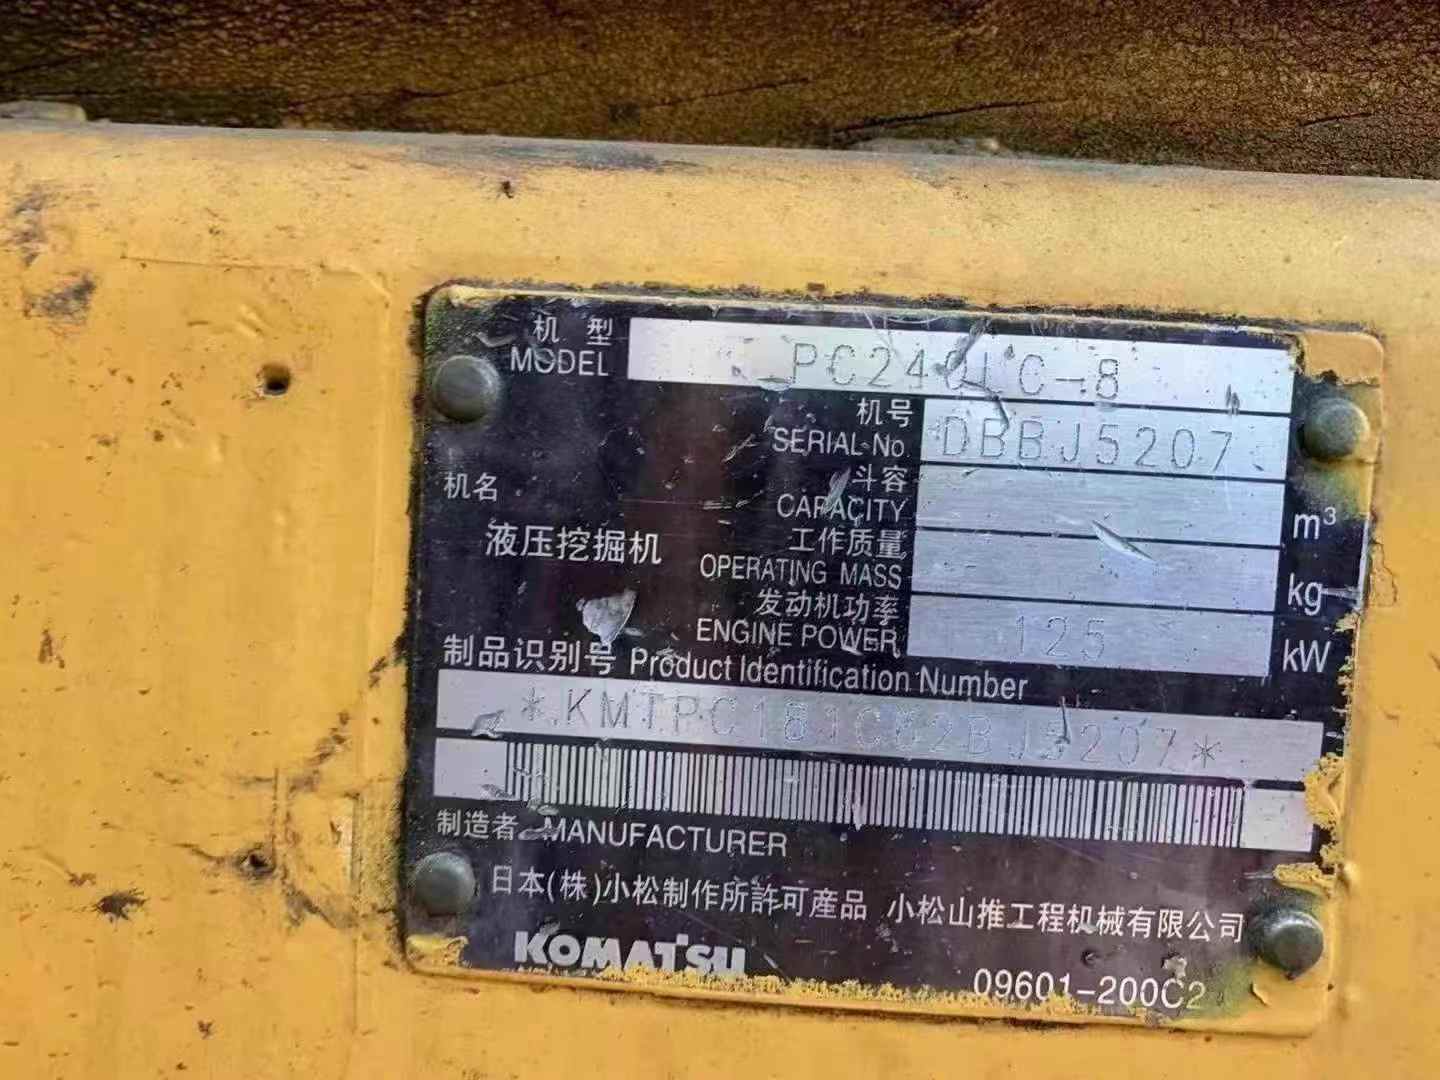 机 型
MODEL PC240LC-8
机号
SERIAL No. DBBJ5207
机名
斗容
CAPACITY m³
液压挖掘机
工作质量
OPERATING MASS kg
发动机功率
ENGINE POWER 125 kW
制品识别号 Product Identification Number
制造者 MANUFACTURER
日本(株)小松制作所許可産品 小松山推工程机械有限公司
KOMATSU 09601-200C2